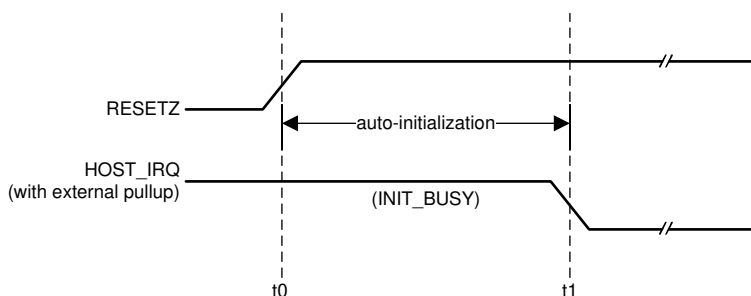 RESETZ
auto-initialization
HOST_IRQ
(with external pullup)
(INIT_BUSY)
t0
t1